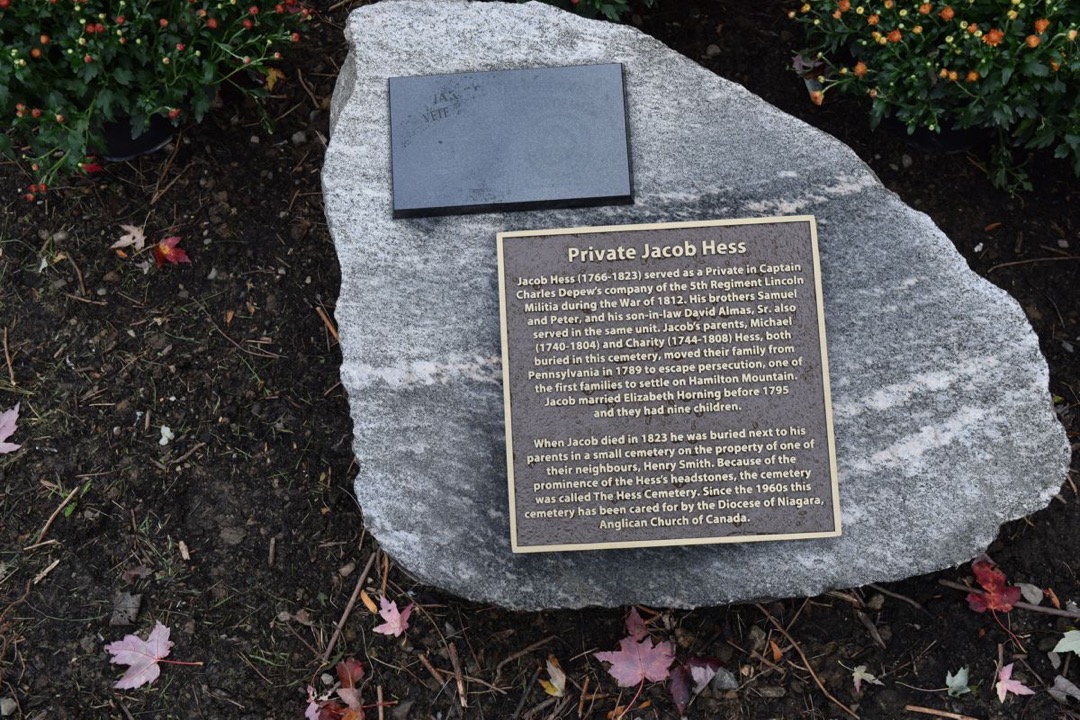 VETE
Private Jacob Hess
Jacob Hess (1766-1823) served as a Private in Captain
Charles Depew's company of the 5th Regiment Lincoln
Militia during the War of 1812. His brothers Samuel
and Peter, and his son-in-law David Almas, Sr. also
served in the same unit. Jacob's parents, Michael
(1740-1804) and Charity (1744-1808) Hess, both
buried in this cemetery, moved their family from
Pennsylvania in 1789 to escape persecution, one of
the first families to settle on Hamilton Mountain.
Jacob married Elizabeth Horning before 1795
and they had nine children.
When Jacob died in 1823 he was buried next to his
parents in a small cemetery on the property of one of
their neighbours, Henry Smith. Because of the
prominence of the Hess's headstones, the cemetery
was called The Hess Cemetery. Since the 1960s this
cemetery has been cared for by the Diocese of Niagara,
Anglican Church of Canada.